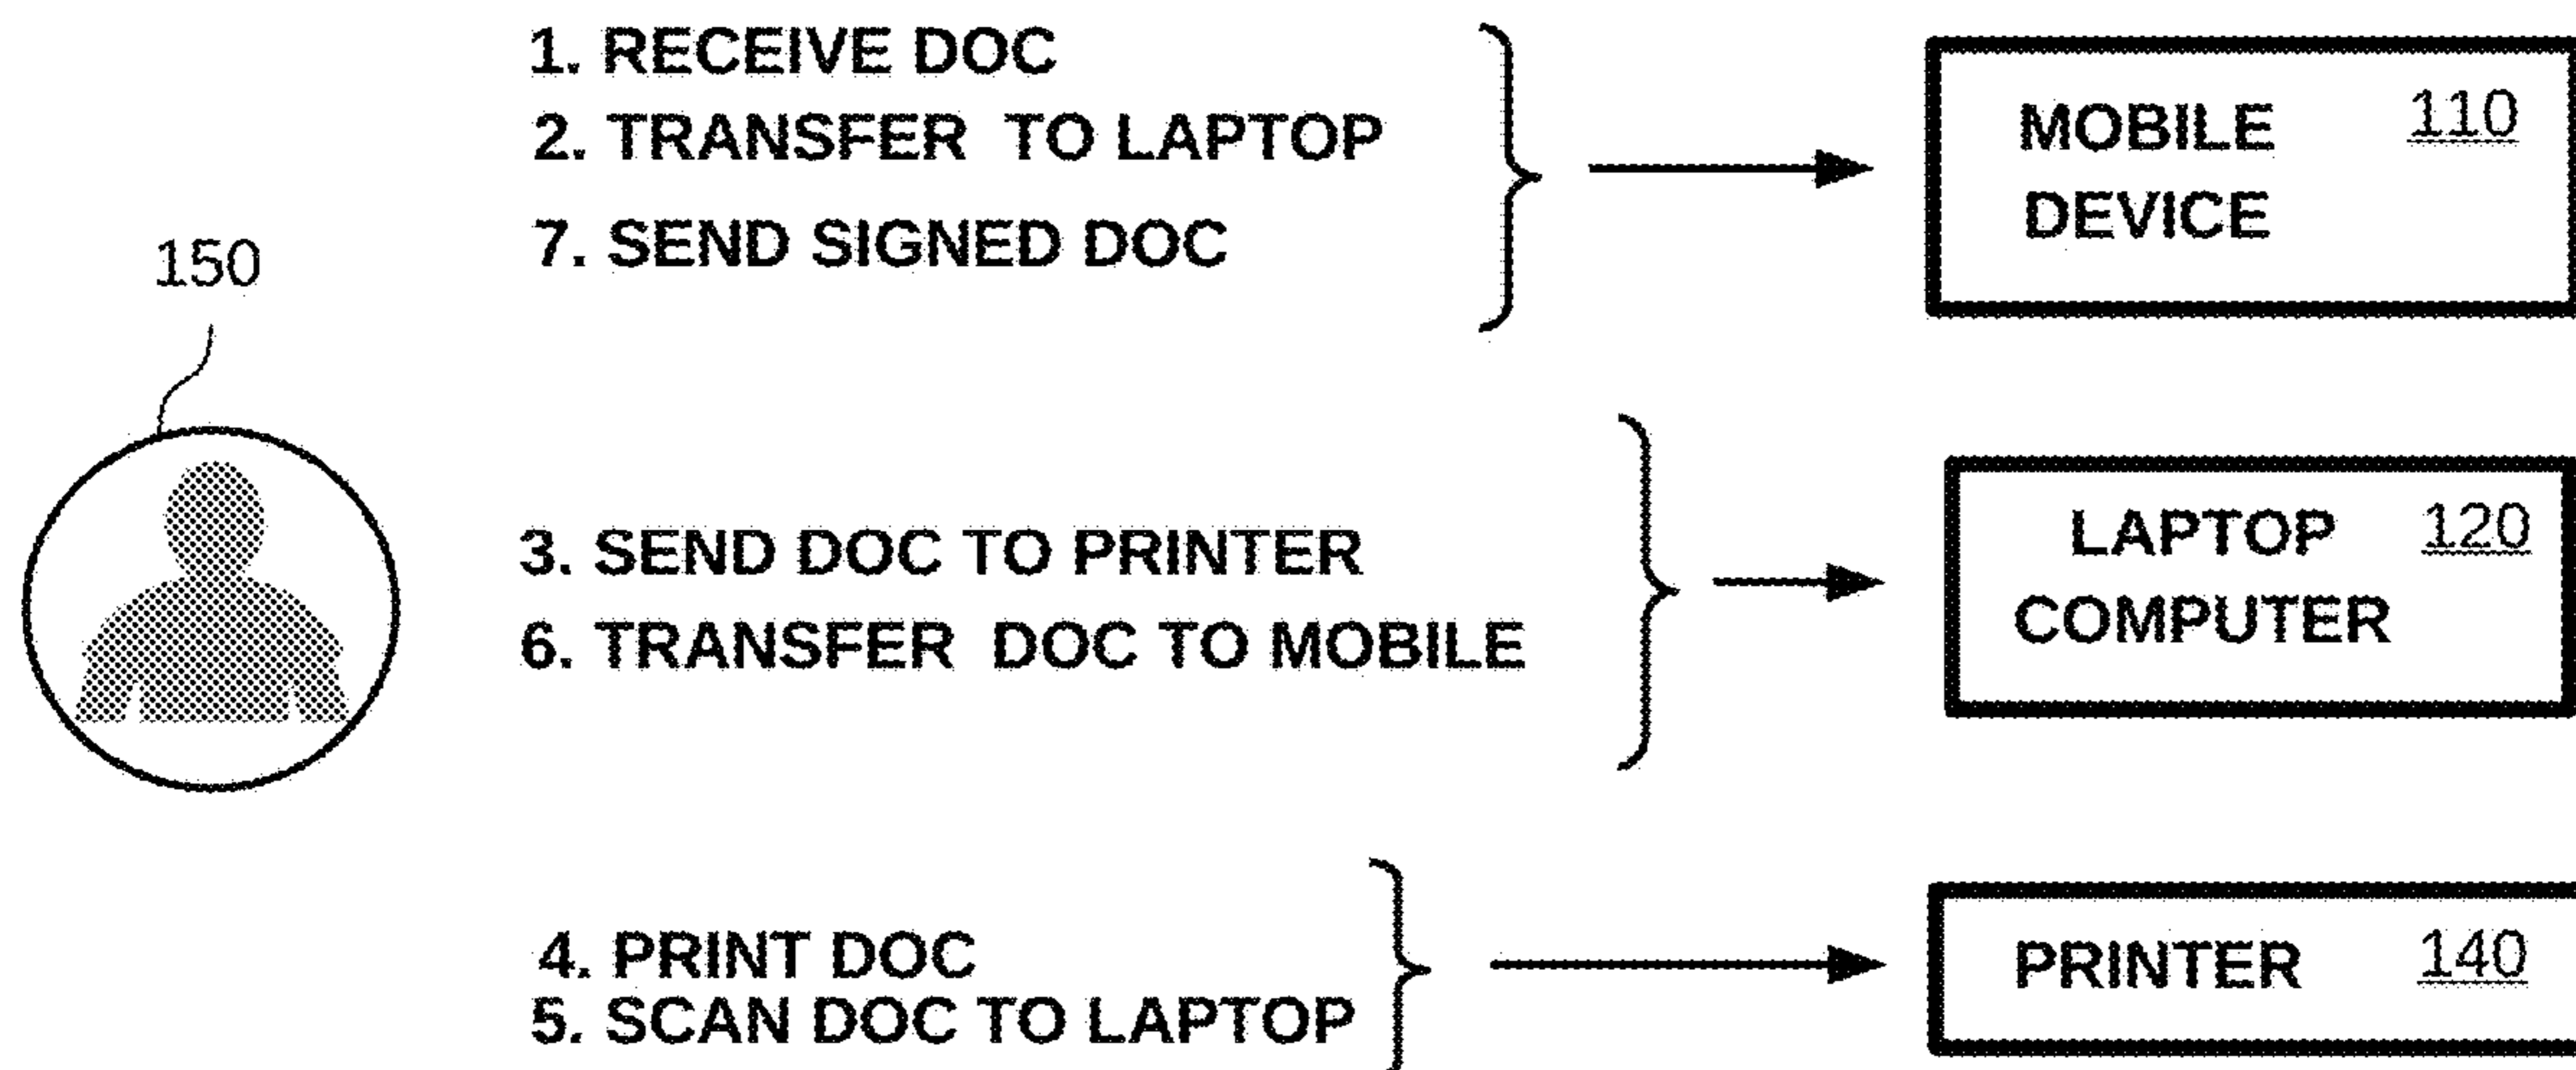 1. RECEIVE DOC
2. TRANSFER TO LAPTOP
7. SEND SIGNED DOC
MOBILE 110
DEVICE
150
3. SEND DOC TO PRINTER
6. TRANSFER DOC TO MOBILE
LAPTOP 120
COMPUTER
4. PRINT DOC
5. SCAN DOC TO LAPTOP
PRINTER 140